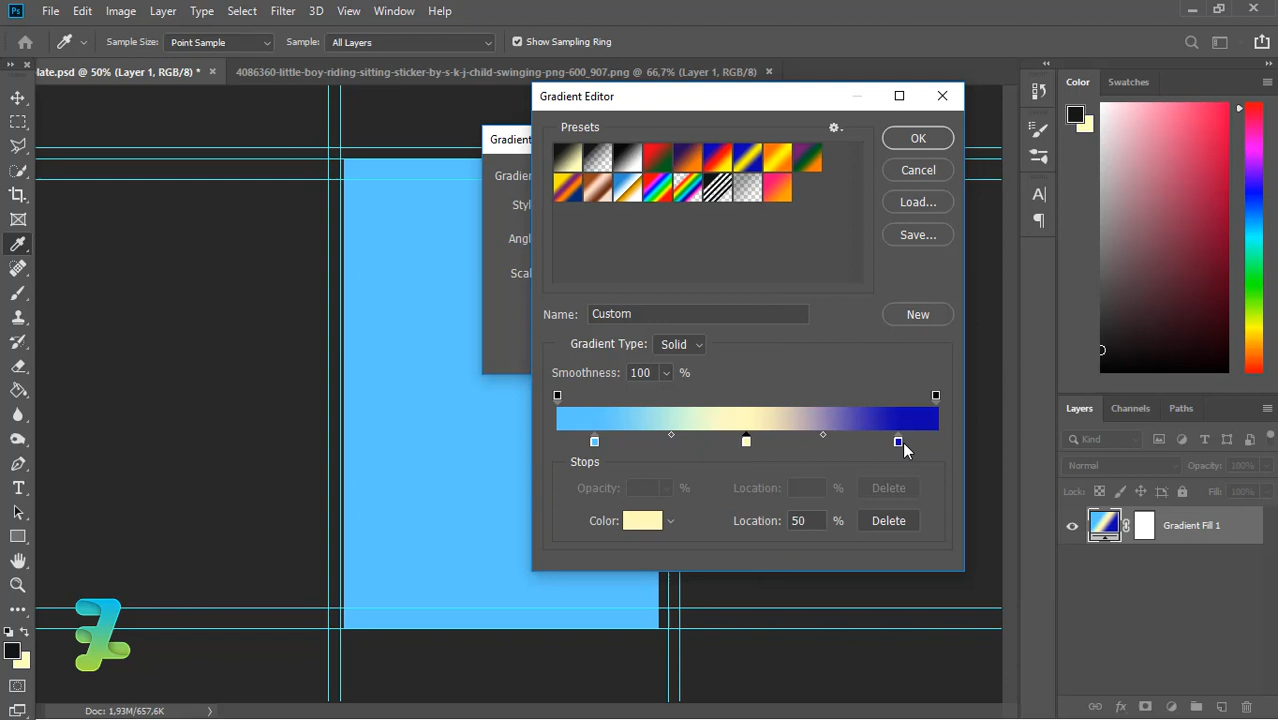 Ps File Edit Image Layer Type Select Filter 3D View Window Help
Sample Size: Point Sample Sample: All Layers Show Sampling Ring
late.psd @ 50% (Layer 1, RGB/8) * × 4086360-little-boy-riding-sitting-sticker-by-s-k-j-child-swinging-png-600_907.png @ 66,7% (Layer 1, RGB/8) * ×
Gradient Editor
Color Swatches
Presets
Gradient
OK
Gradien
Cancel
Styl
Load...
Angl
Save...
Scal
Name: Custom New
Gradient Type: Solid
Smoothness: 100 %
Layers Channels Paths
Kind
Normal Opacity: 100%
Stops
Lock: Fill: 100%
Opacity: % Location: % Delete
Color: Location: 50 % Delete
Gradient Fill 1
Doc: 1,93M/657,6K